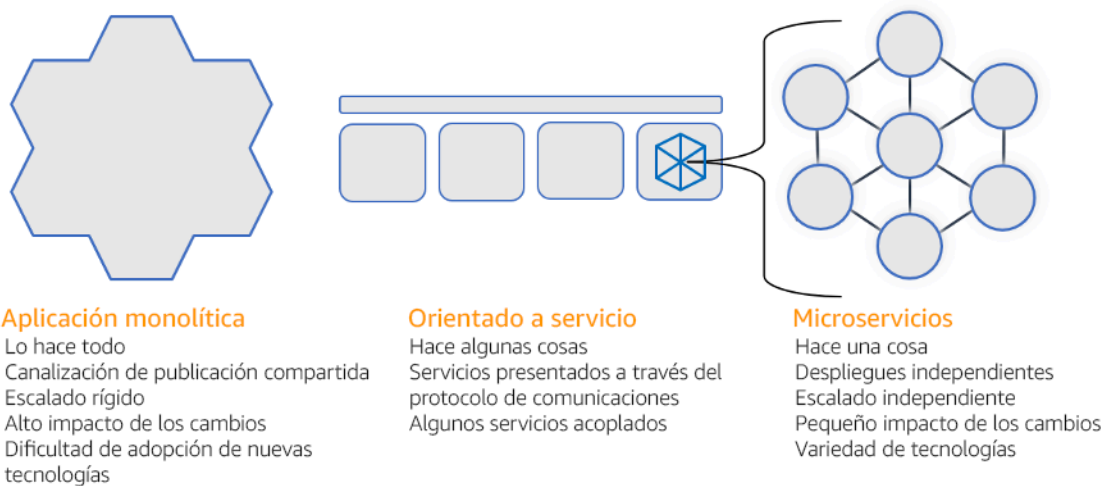 Aplicación monolítica
Lo hace todo
Canalización de publicación compartida
Escalado rígido
Alto impacto de los cambios
Dificultad de adopción de nuevas
tecnologías
Orientado a servicio
Hace algunas cosas
Servicios presentados a través del
protocolo de comunicaciones
Algunos servicios acoplados
Microservicios
Hace una cosa
Despliegues independientes
Escalado independiente
Pequeño impacto de los cambios
Variedad de tecnologías